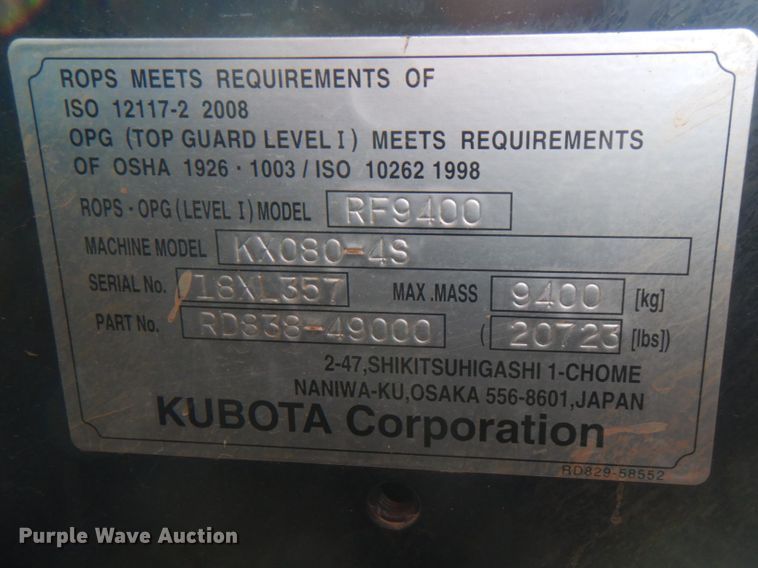 ROPS MEETS REQUIREMENTS OF
ISO 12117-2 2008
OPG (TOP GUARD LEVEL I) MEETS REQUIREMENTS
OF OSHA 1926 · 1003 / ISO 10262 1998
ROPS · OPG (LEVEL I) MODEL RF9400
MACHINE MODEL KX080-4S
SERIAL No. 18XL357 MAX .MASS 9400 [kg]
PART No. RD838-49000 ( 20723 [lbs])
2-47,SHIKITSUHIGASHI 1-CHOME
NANIWA-KU,OSAKA 556-8601,JAPAN
KUBOTA Corporation
RD829-58552
Purple Wave Auction